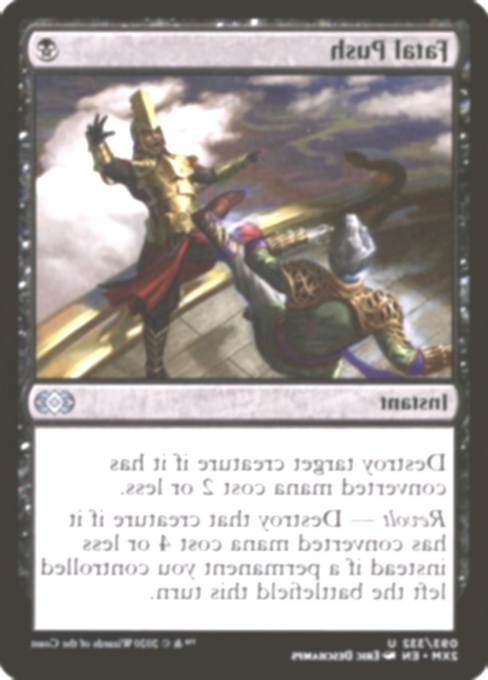 Fatal Push
Instant
Destroy target creature if it has
converted mana cost 2 or less.
Revolt — Destroy that creature if it
has converted mana cost 4 or less
instead if a permanent you controlled
left the battlefield this turn.
093/332 U
2XM • EN Eric Deschamps
™ & © 2020 Wizards of the Coast